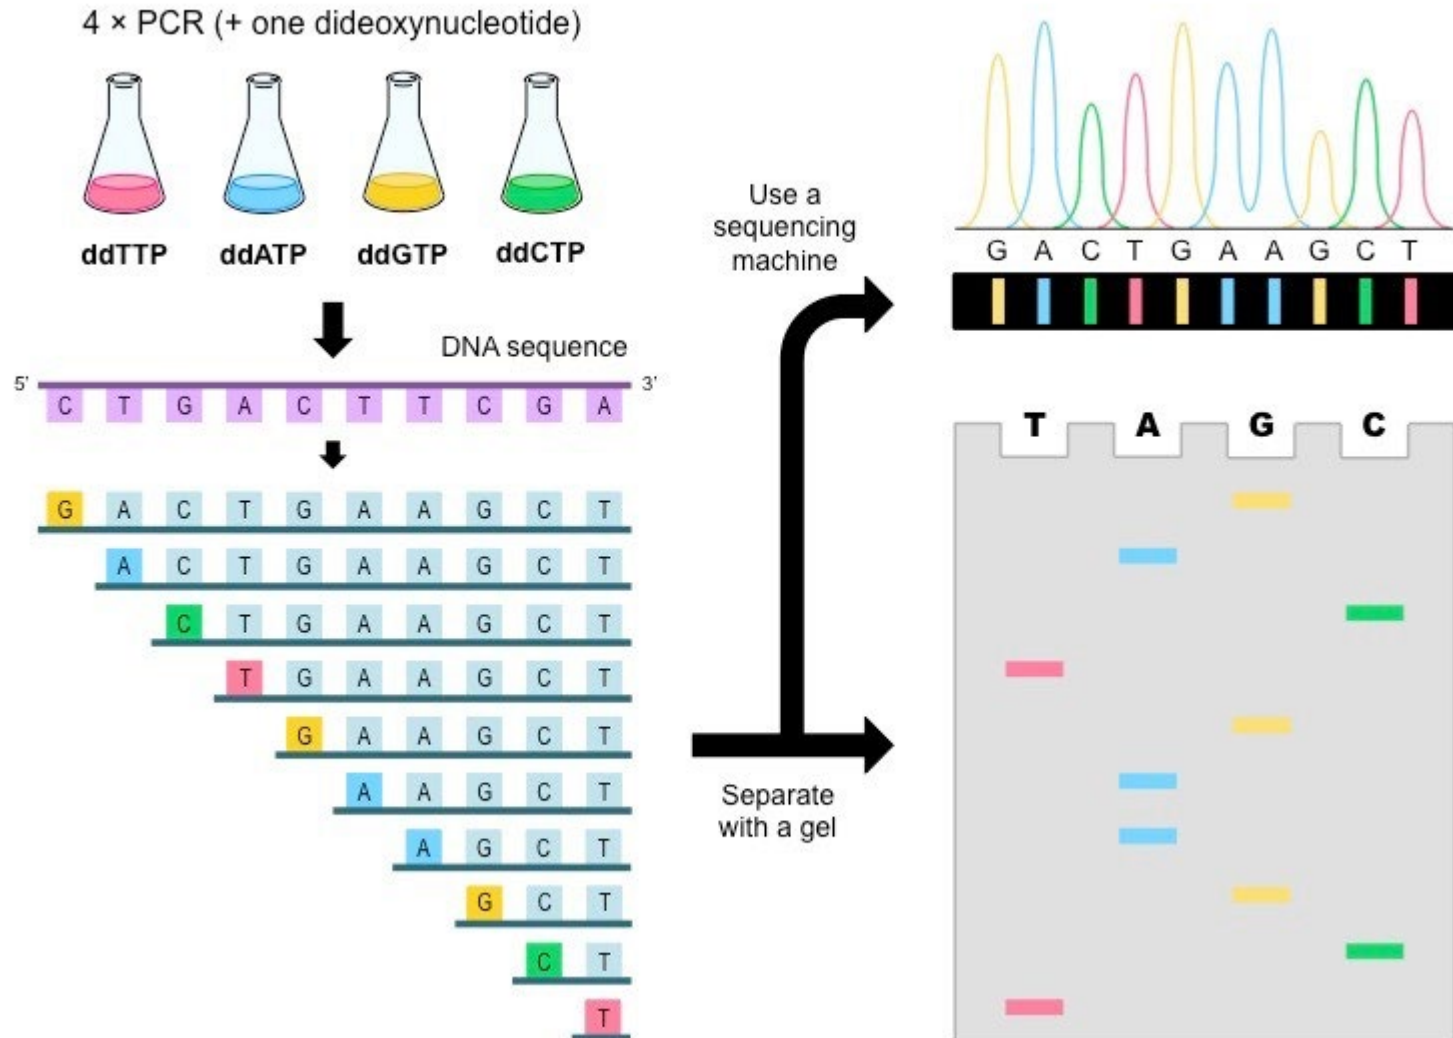 4 × PCR (+ one dideoxynucleotide)
ddTTP ddATP ddGTP ddCTP
DNA sequence
5’ 3’
C T G A C T T C G A
G A C T G A A G C T
A C T G A A G C T
C T G A A G C T
T G A A G C T
G A A G C T
A A G C T
A G C T
G C T
C T
T
Use a
sequencing
machine
Separate
with a gel
G A C T G A A G C T
T A G C